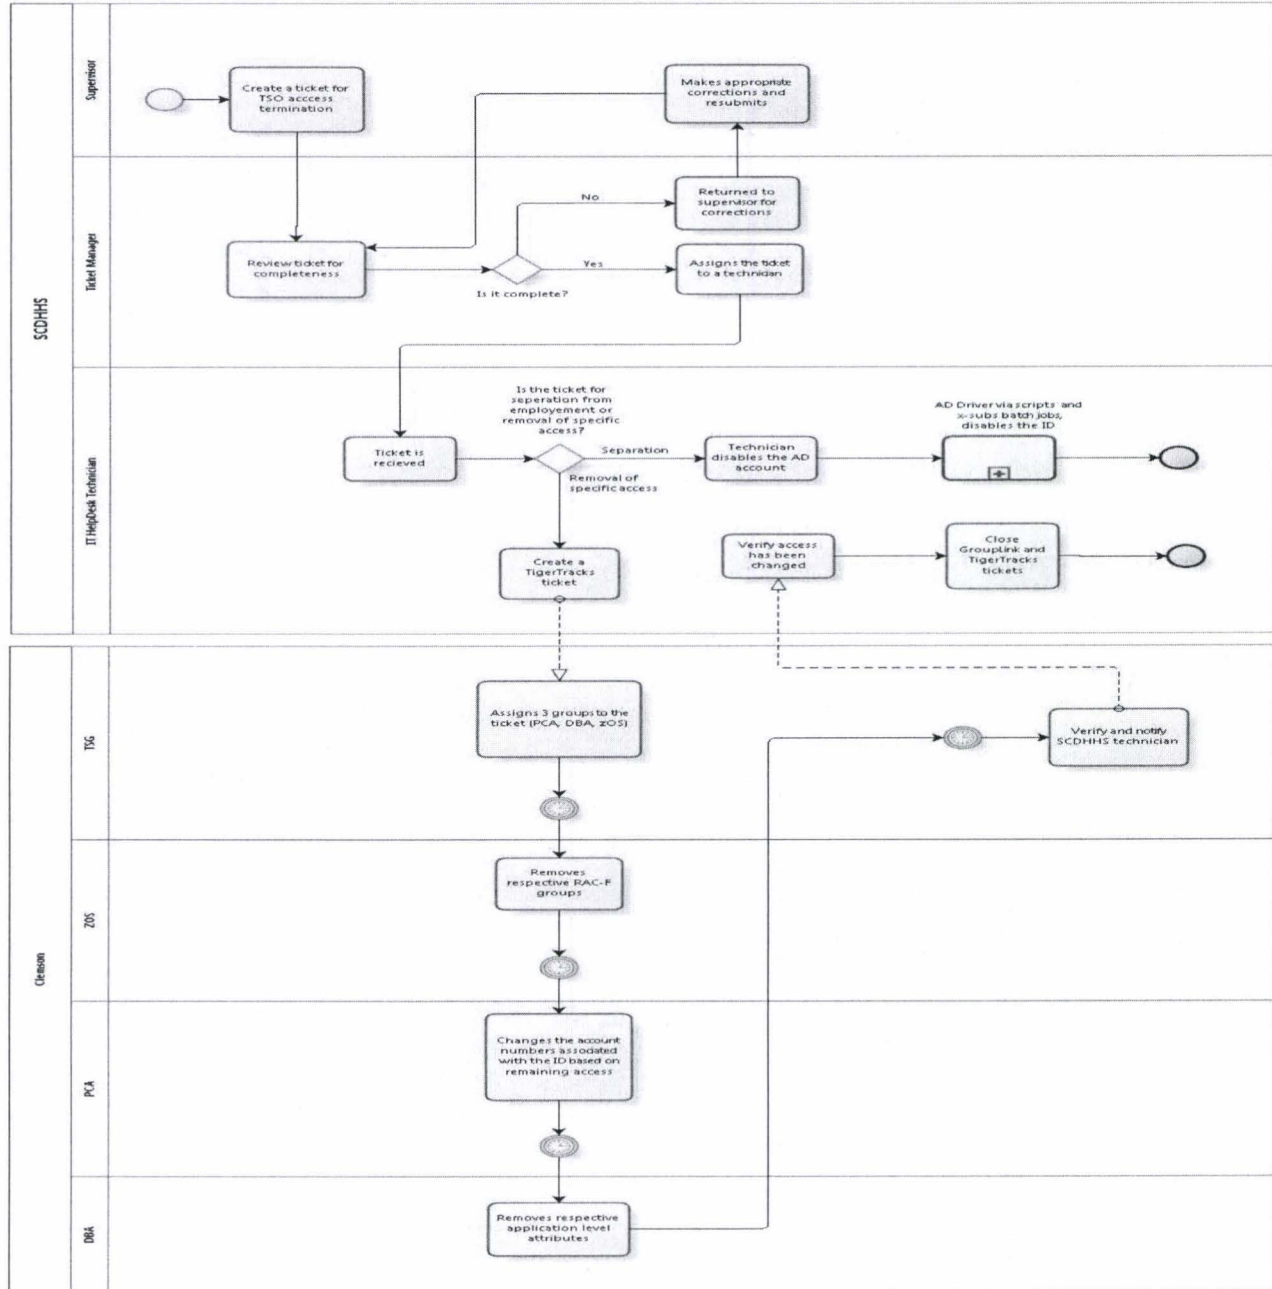 SCDHHS
Supervisor
Create a ticket for
TSO acccess
termination
Makes appropriate
corrections and
resubmits
Ticket Manager
Review ticket for
completeness
Is it complete?
No
Returned to
supervisor for
corrections
Yes
Assigns the ticket
to a technician
IT HelpDesk Technician
Ticket is
recieved
Is the ticket for
seperation from
employement or
removal of specific
access?
Separation
Removal of
specific access
Technician
disables the AD
account
AD Driver via scripts and
x-subs batch jobs,
disables the ID
Create a
TigerTracks
ticket
Verify access
has been
changed
Close
GroupLink and
TigerTracks
tickets
Clemson
TSG
Assigns 3 groups to the
ticket (PCA, DBA, zOS)
Verify and notify
SCDHHS technician
ZOS
Removes
respective RAC-F
groups
PCA
Changes the account
numbers associated
with the ID based on
remaining access
DBA
Removes respective
application level
attributes